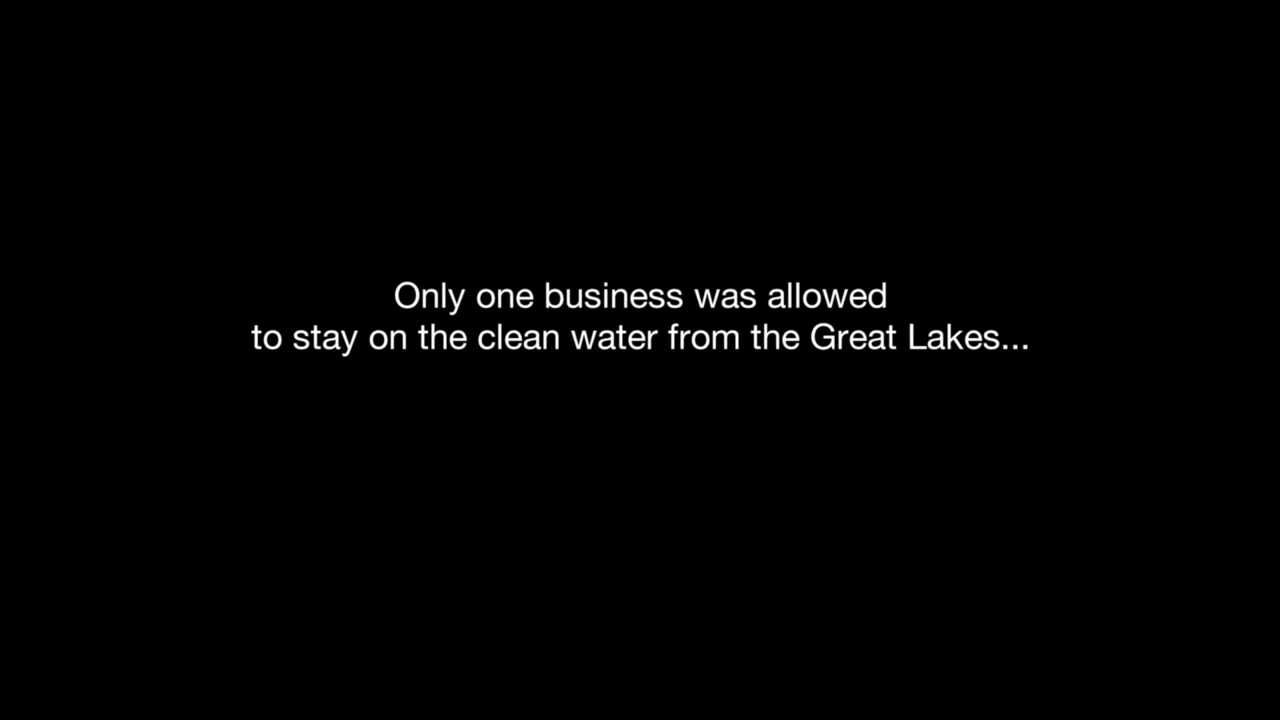 Only one business was allowed
to stay on the clean water from the Great Lakes...